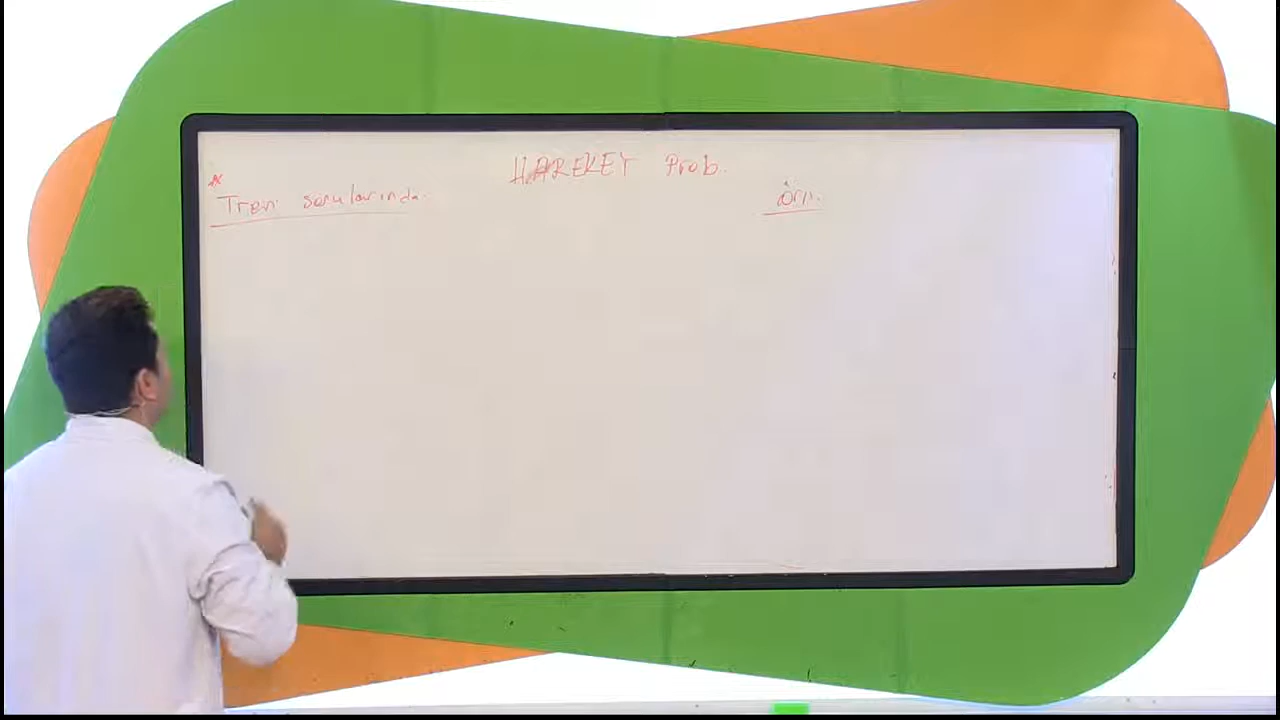 HAREKET Prob.
* Tren sorularında.
örn.